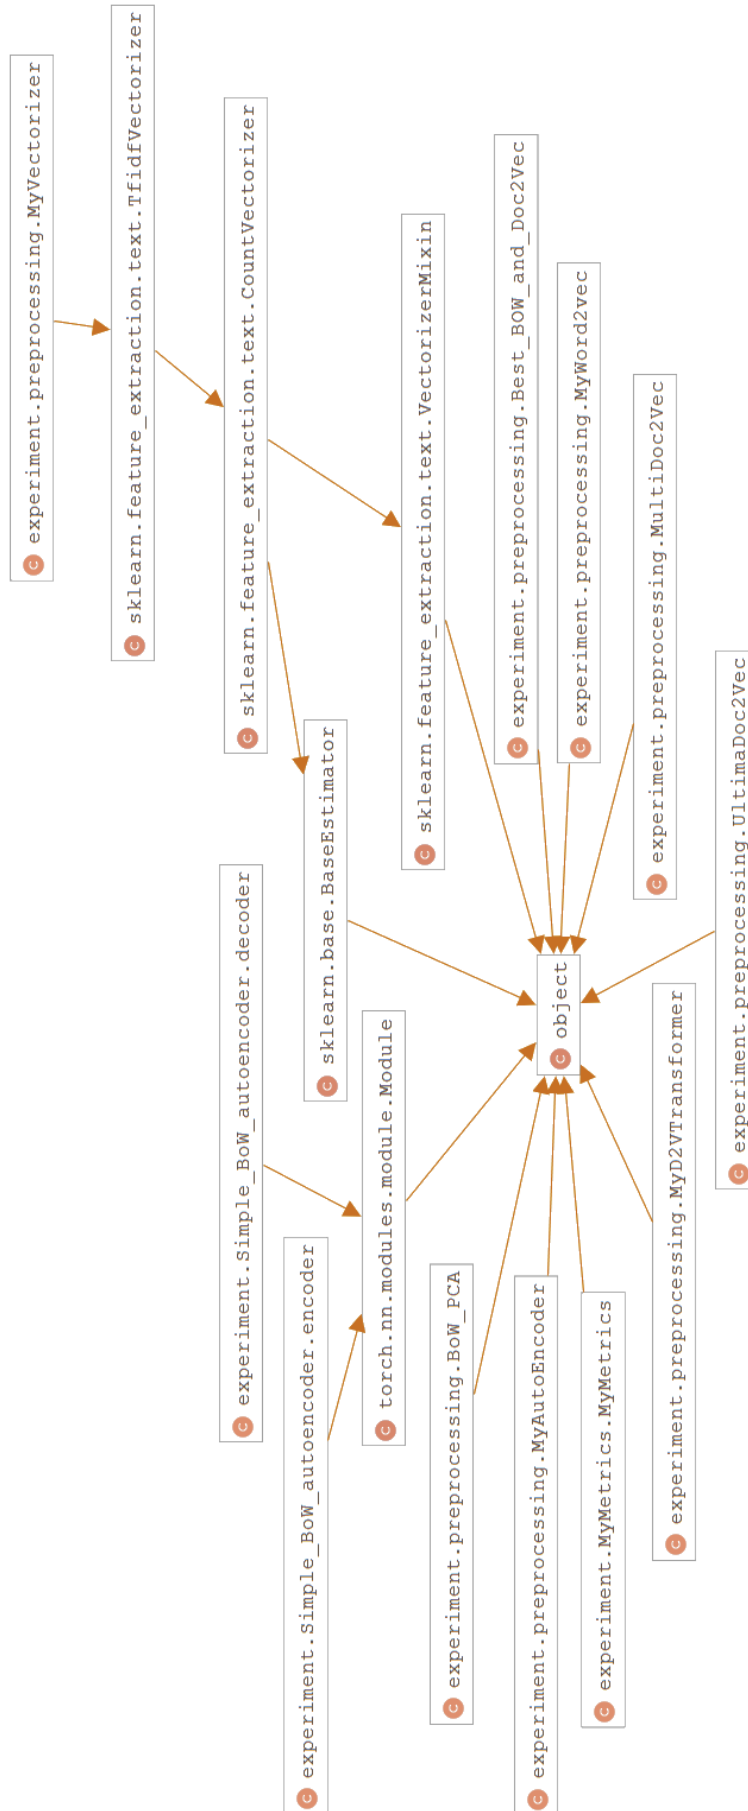 C experiment.preprocessing.MyVectorizer
C sklearn.feature_extraction.text.TfidfVectorizer
C sklearn.feature_extraction.text.CountVectorizer
C sklearn.feature_extraction.text.VectorizerMixin
C experiment.preprocessing.Best_BOW_and_Doc2Vec
C experiment.preprocessing.MyWord2vec
C experiment.preprocessing.MultiDoc2Vec
C experiment.preprocessing.UltimaDoc2Vec
C experiment.Simple_BoW_autoencoder.decoder
C sklearn.base.BaseEstimator
C object
C experiment.preprocessing.MyD2VTransformer
C experiment.Simple_BoW_autoencoder.encoder
C torch.nn.modules.module.Module
C experiment.preprocessing.BoW_PCA
C experiment.preprocessing.MyAutoEncoder
C experiment.MyMetrics.MyMetrics